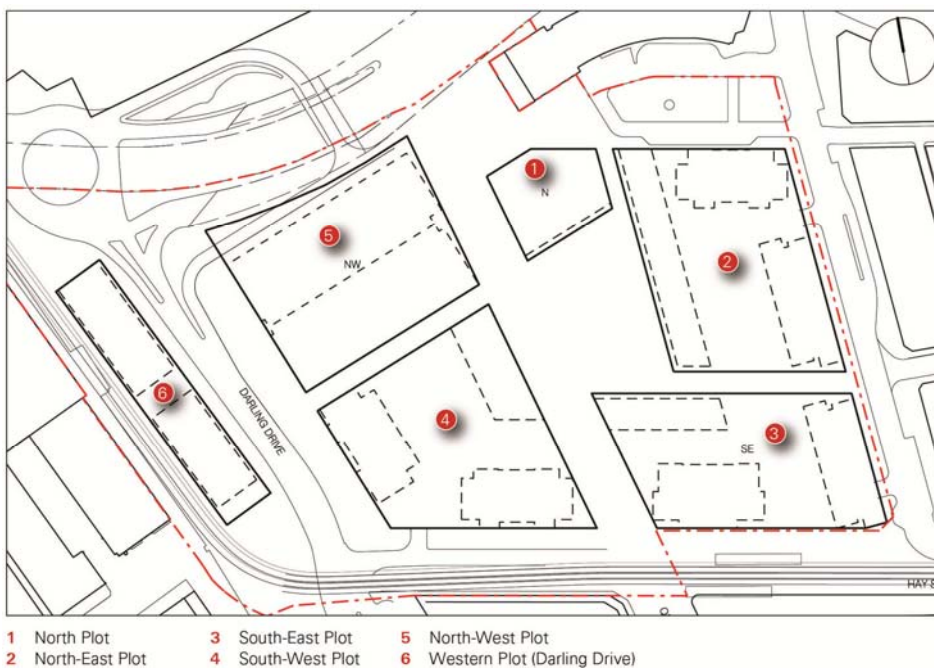 1
N
5
NW
2
6
DARLING DRIVE
4
3
SE
HAY S
1 North Plot
2 North-East Plot
3 South-East Plot
4 South-West Plot
5 North-West Plot
6 Western Plot (Darling Drive)